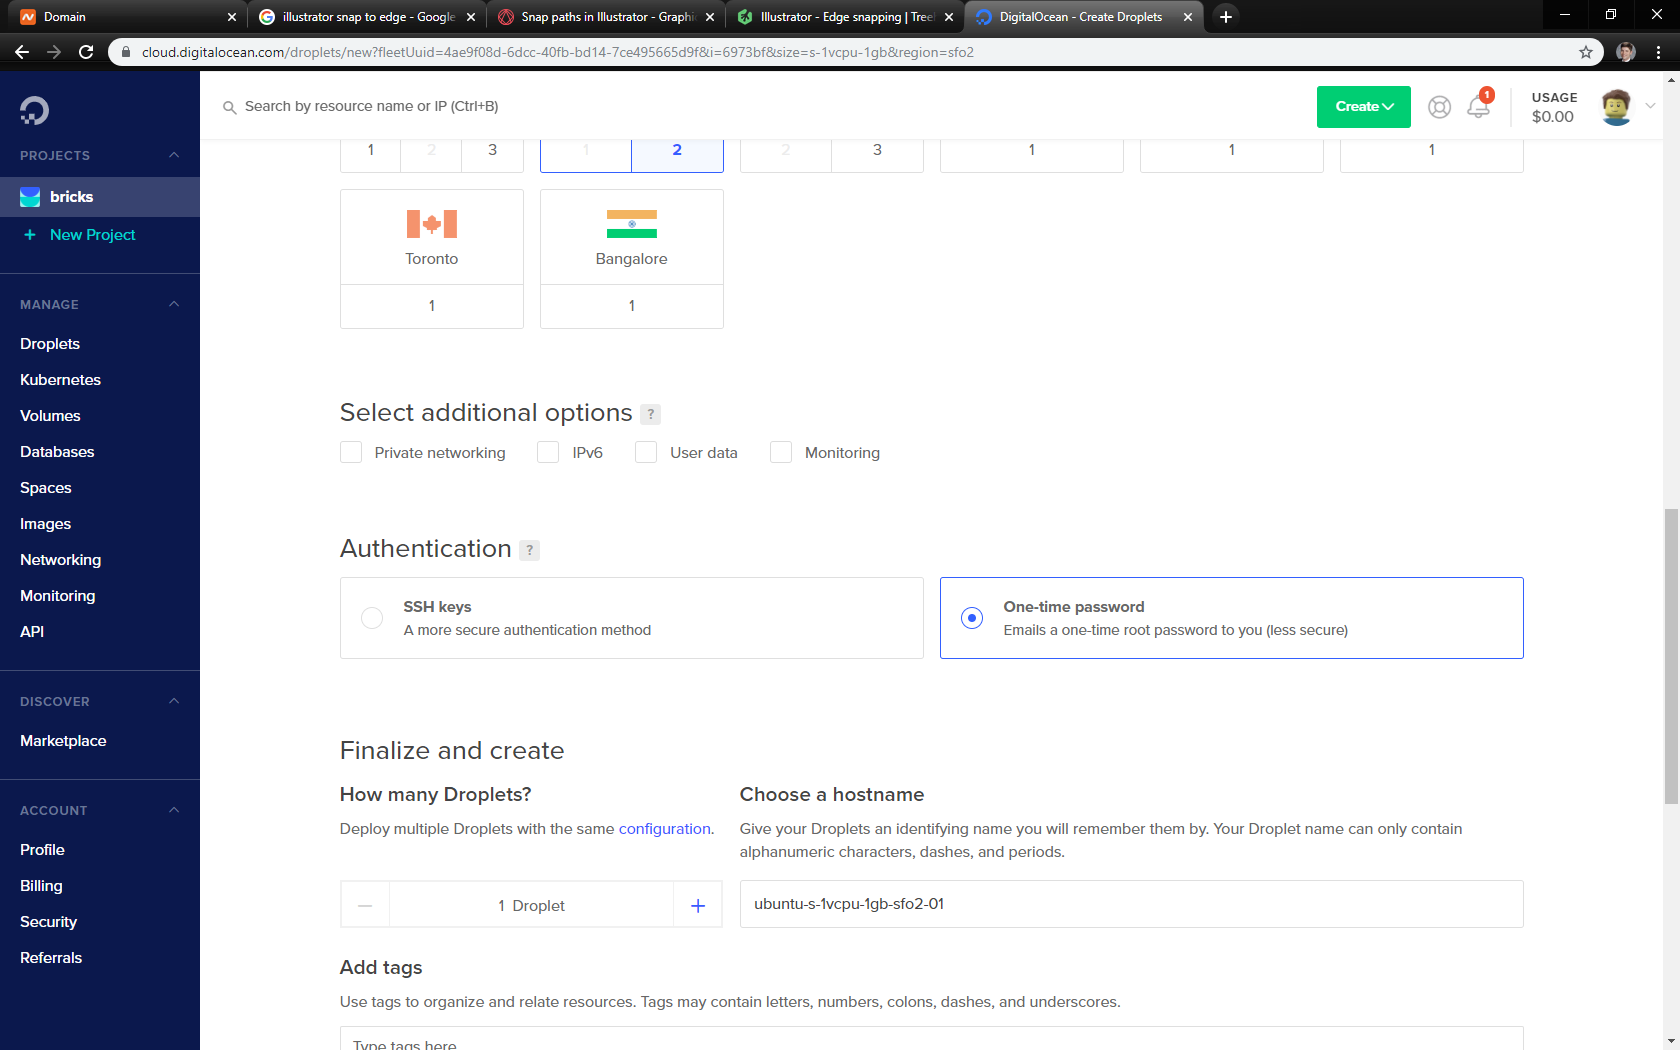 Domain
illustrator snap to edge - Google
Snap paths in Illustrator - Graphi
Illustrator - Edge snapping | Tree
DigitalOcean - Create Droplets
cloud.digitalocean.com/droplets/new?fleetUuid=4ae9f08d-6dcc-40fb-bd14-7ce495665d9f&i=6973bf&size=s-1vcpu-1gb&region=sfo2
Search by resource name or IP (Ctrl+B)
Create
1
USAGE
$0.00
PROJECTS
bricks
+ New Project
MANAGE
Droplets
Kubernetes
Volumes
Databases
Spaces
Images
Networking
Monitoring
API
DISCOVER
Marketplace
ACCOUNT
Profile
Billing
Security
Referrals
1 2 3 1 2 2 3 1 1 1
Toronto
1
Bangalore
1
Select additional options ?
Private networking IPv6 User data Monitoring
Authentication ?
SSH keys
A more secure authentication method
One-time password
Emails a one-time root password to you (less secure)
Finalize and create
How many Droplets?
Deploy multiple Droplets with the same configuration.
1 Droplet
Choose a hostname
Give your Droplets an identifying name you will remember them by. Your Droplet name can only contain
alphanumeric characters, dashes, and periods.
ubuntu-s-1vcpu-1gb-sfo2-01
Add tags
Use tags to organize and relate resources. Tags may contain letters, numbers, colons, dashes, and underscores.
Type tags here